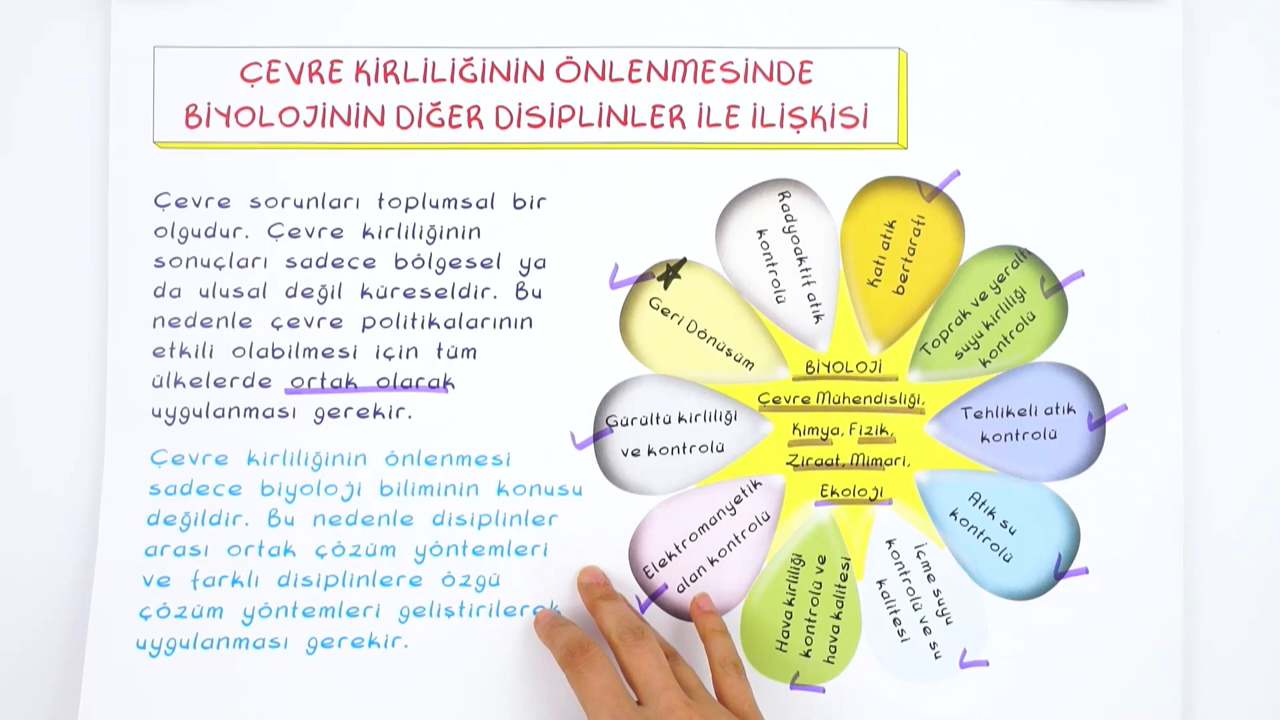 ÇEVRE KİRLİLİĞİNİN ÖNLENMESİNDE
BİYOLOJİNİN DİĞER DİSİPLİNLER İLE İLİŞKİSİ
Çevre sorunları toplumsal bir
olgudur. Çevre kirliliğinin
sonuçları sadece bölgesel ya
da ulusal değil küreseldir. Bu
nedenle çevre politikalarının
etkili olabilmesi için tüm
ülkelerde ortak olarak
uygulanması gerekir.
Çevre kirliliğinin önlenmesi
sadece biyoloji biliminin konusu
değildir. Bu nedenle disiplinler
arası ortak çözüm yöntemleri
ve farklı disiplinlere özgü
çözüm yöntemleri geliştirilerek
uygulanması gerekir.
Radyoaktif atık
kontrolü
Katı atık
bertarafı
Toprak ve yeraltı
suyu kirliliği
kontrolü
Tehlikeli atık
kontrolü
Atık su
kontrolü
İçme suyu
kontrolü ve su
kalitesi
Hava kirliliği
kontrolü ve
hava kalitesi
Elektromanyetik
alan kontrolü
Gürültü kirliliği
ve kontrolü
Geri Dönüşüm
BİYOLOJİ
Çevre Mühendisliği,
Kimya, Fizik,
Ziraat, Mimari,
Ekoloji